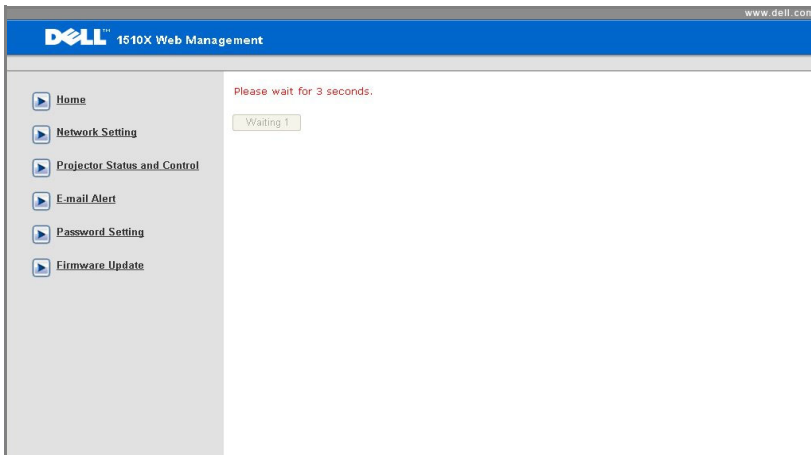 www.dell.com
DELL™ 1510X Web Management
Please wait for 3 seconds.
Waiting 1
Home
Network Setting
Projector Status and Control
E-mail Alert
Password Setting
Firmware Update